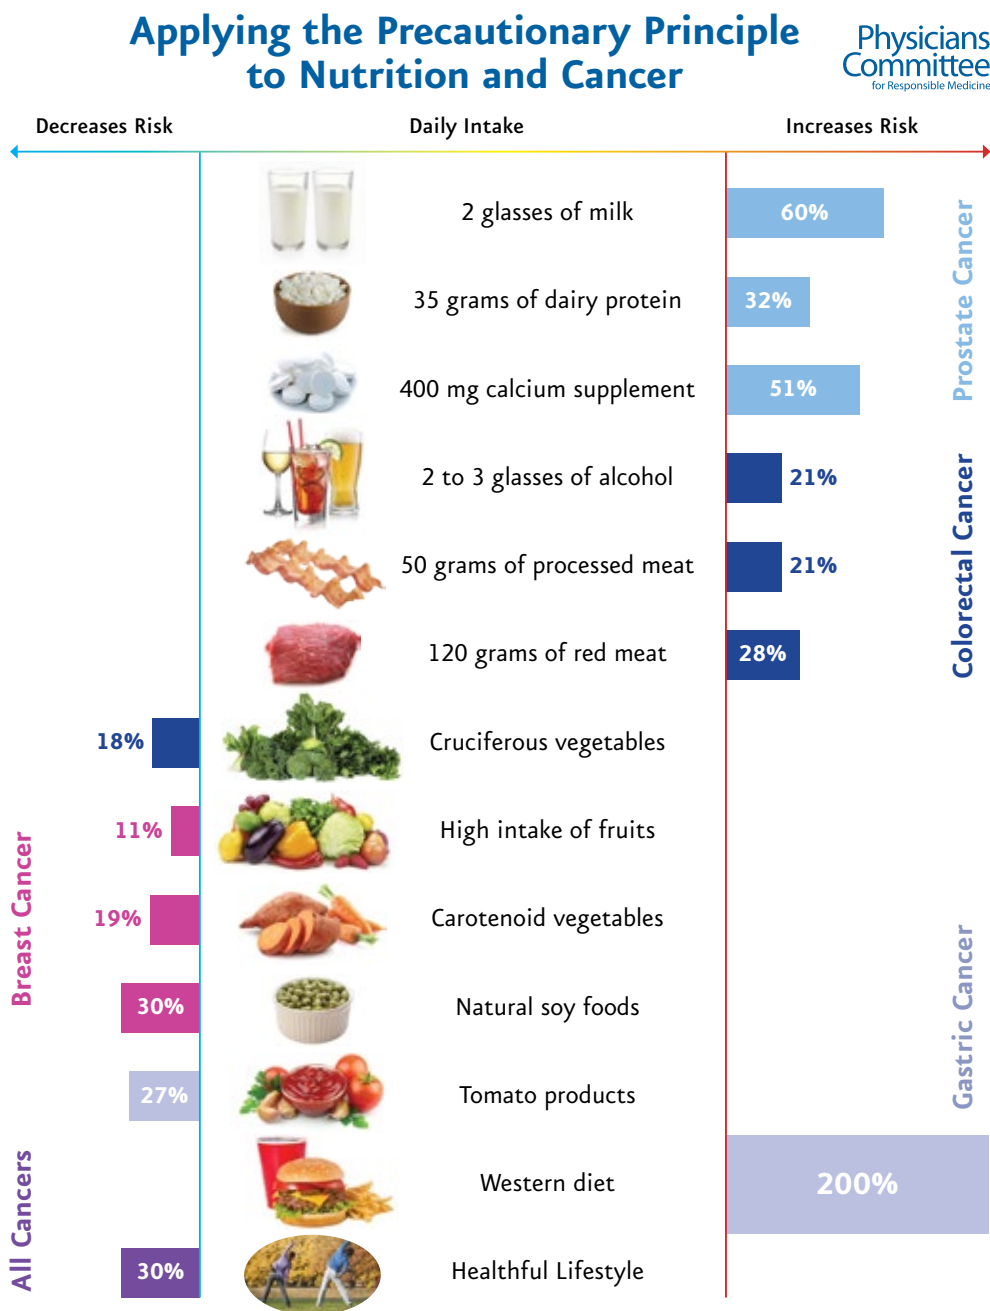 Applying the Precautionary Principle
to Nutrition and Cancer
Physicians
Committee
for Responsible Medicine
Decreases Risk
Daily Intake
Increases Risk
2 glasses of milk
60%
35 grams of dairy protein
32%
400 mg calcium supplement
51%
Prostate Cancer
2 to 3 glasses of alcohol
21%
50 grams of processed meat
21%
120 grams of red meat
28%
Colorectal Cancer
18%
Cruciferous vegetables
11%
High intake of fruits
19%
Carotenoid vegetables
30%
Natural soy foods
Breast Cancer
27%
Tomato products
Western diet
200%
Gastric Cancer
30%
Healthful Lifestyle
All Cancers